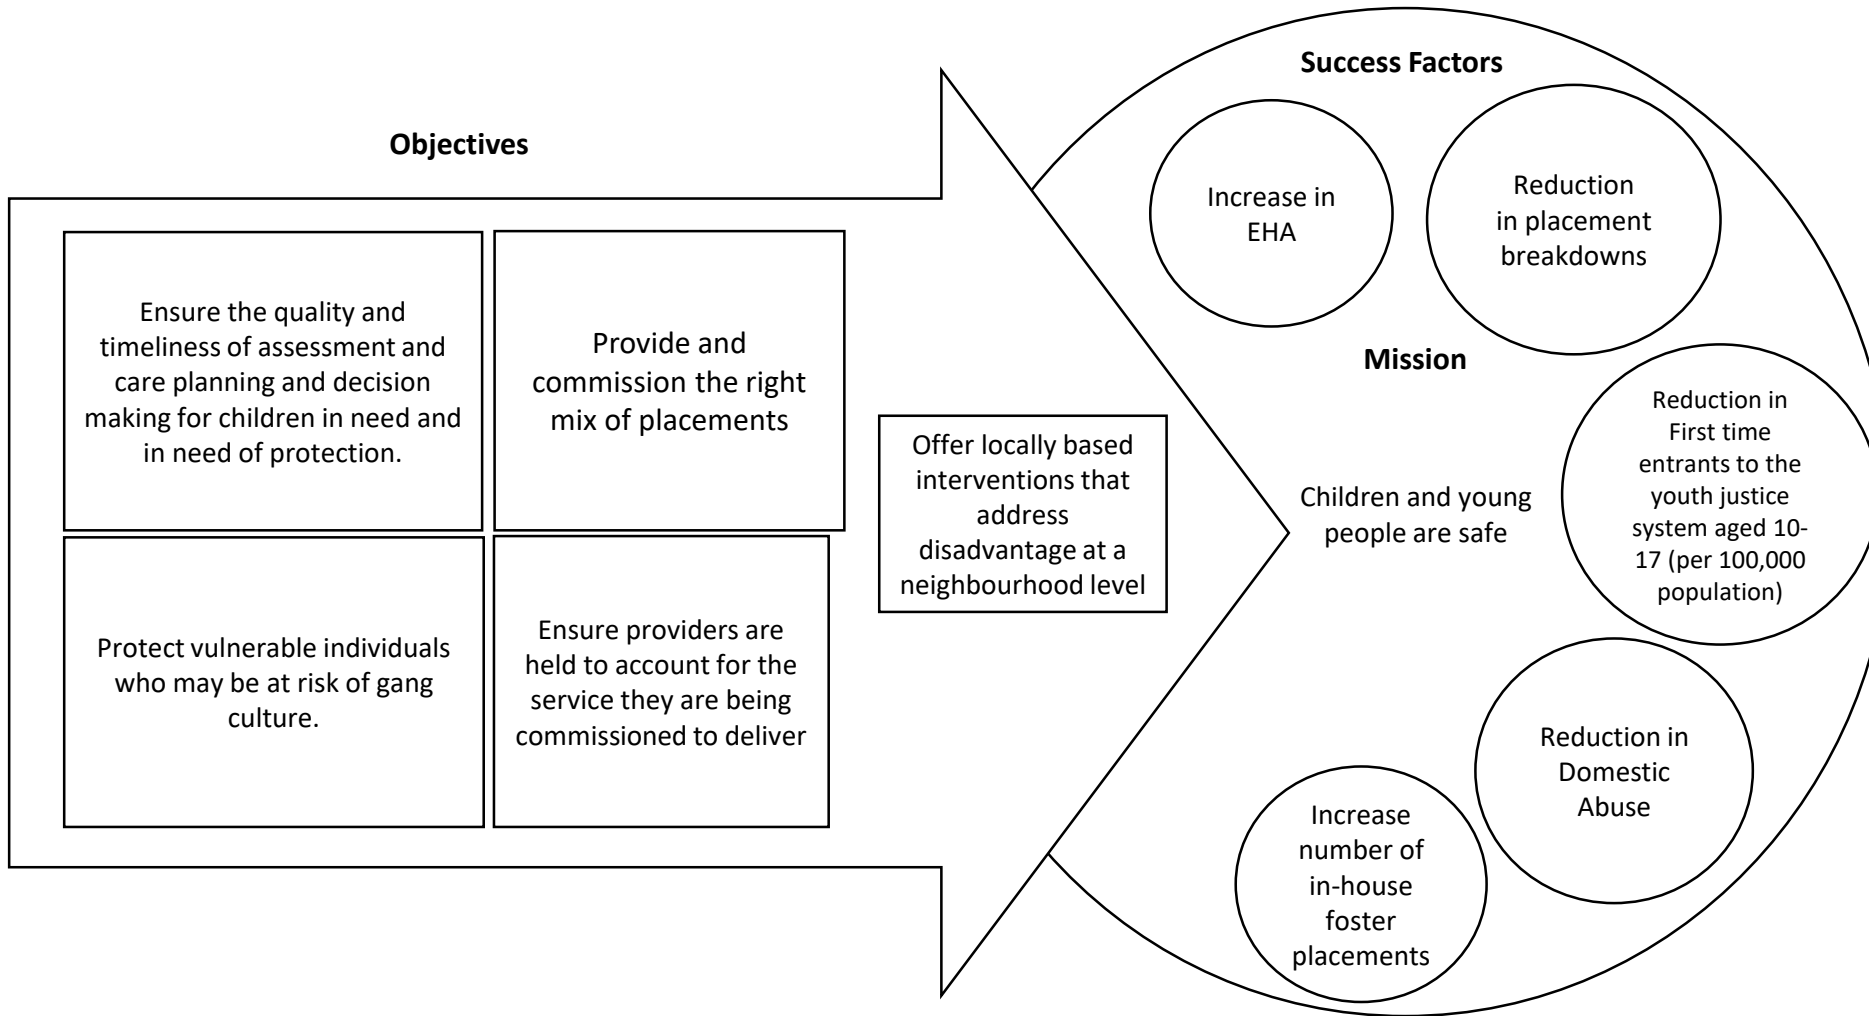 Objectives
Ensure the quality and
timeliness of assessment and
care planning and decision
making for children in need and
in need of protection.
Provide and
commission the right
mix of placements
Protect vulnerable individuals
who may be at risk of gang
culture.
Ensure providers are
held to account for the
service they are being
commissioned to deliver
Offer locally based
interventions that
address
disadvantage at a
neighbourhood level
Success Factors
Increase in
EHA
Reduction
in placement
breakdowns
Mission
Children and young
people are safe
Reduction in
First time
entrants to the
youth justice
system aged 10-
17 (per 100,000
population)
Reduction in
Domestic
Abuse
Increase
number of
in-house
foster
placements